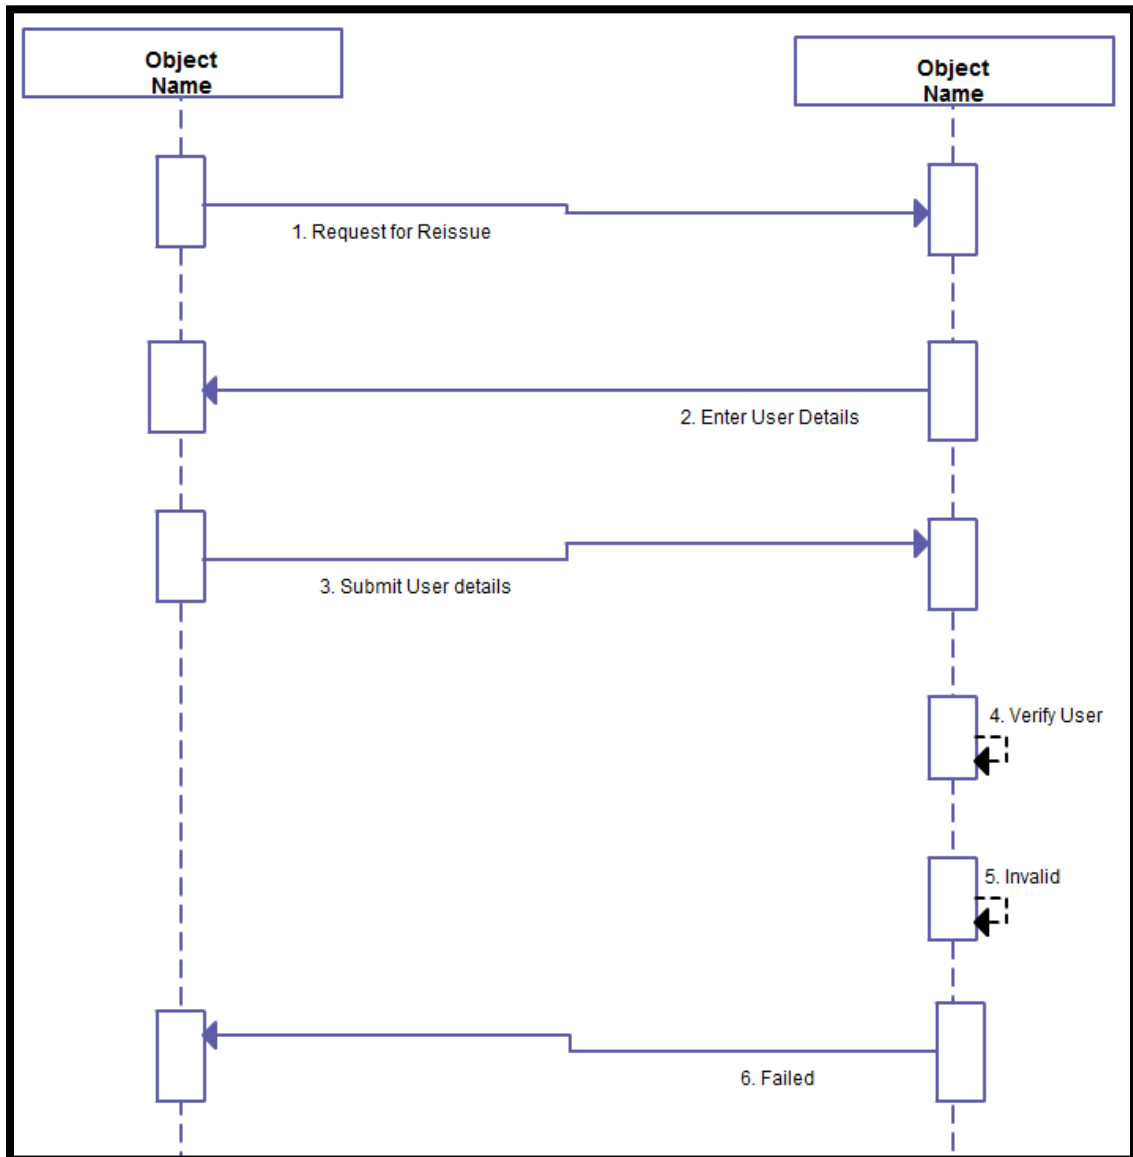 Object
Name
Object
Name
1. Request for Reissue
2. Enter User Details
3. Submit User details
4. Verify User
5. Invalid
6. Failed